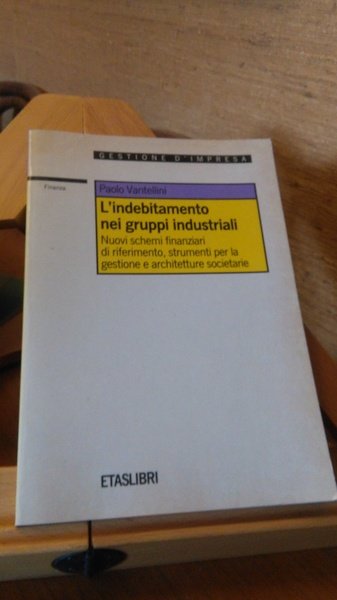 GESTIONE D'IMPRESA
Finanza
Paolo Vantellini
L'indebitamento
nei gruppi industriali
Nuovi schemi finanziari
di riferimento, strumenti per la
gestione e architetture societarie
ETASLIBRI